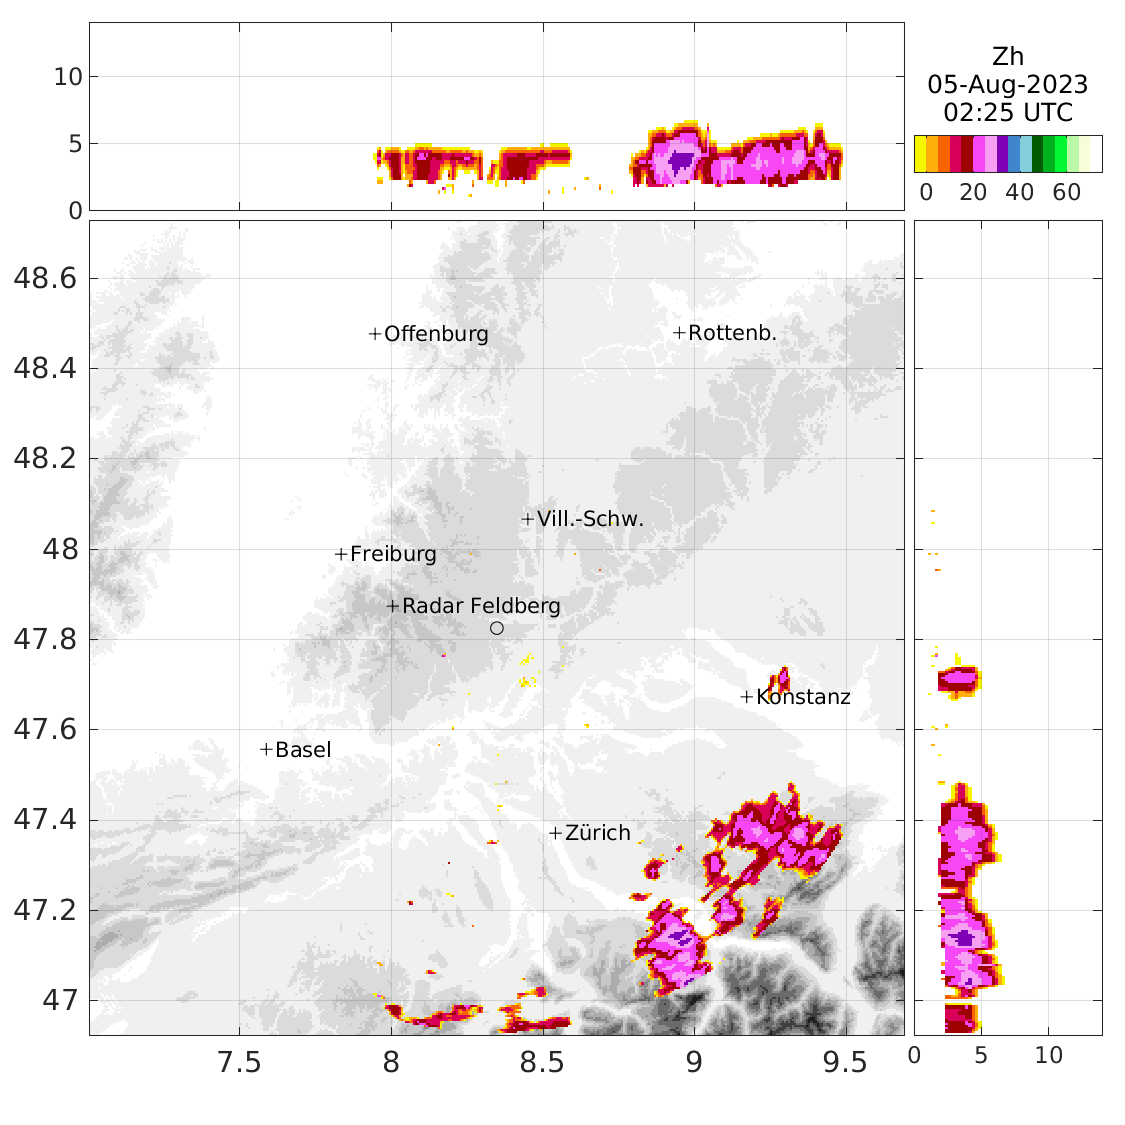 Zh
05-Aug-2023
02:25 UTC
10
5
0
0 20 40 60
48.6
48.4
48.2
48
47.8
47.6
47.4
47.2
47
+Offenburg
+Rottenb.
+Vill.-Schw.
+Freiburg
+Radar Feldberg
+Konstanz
+Basel
+Zürich
7.5 8 8.5 9 9.5
0 5 10